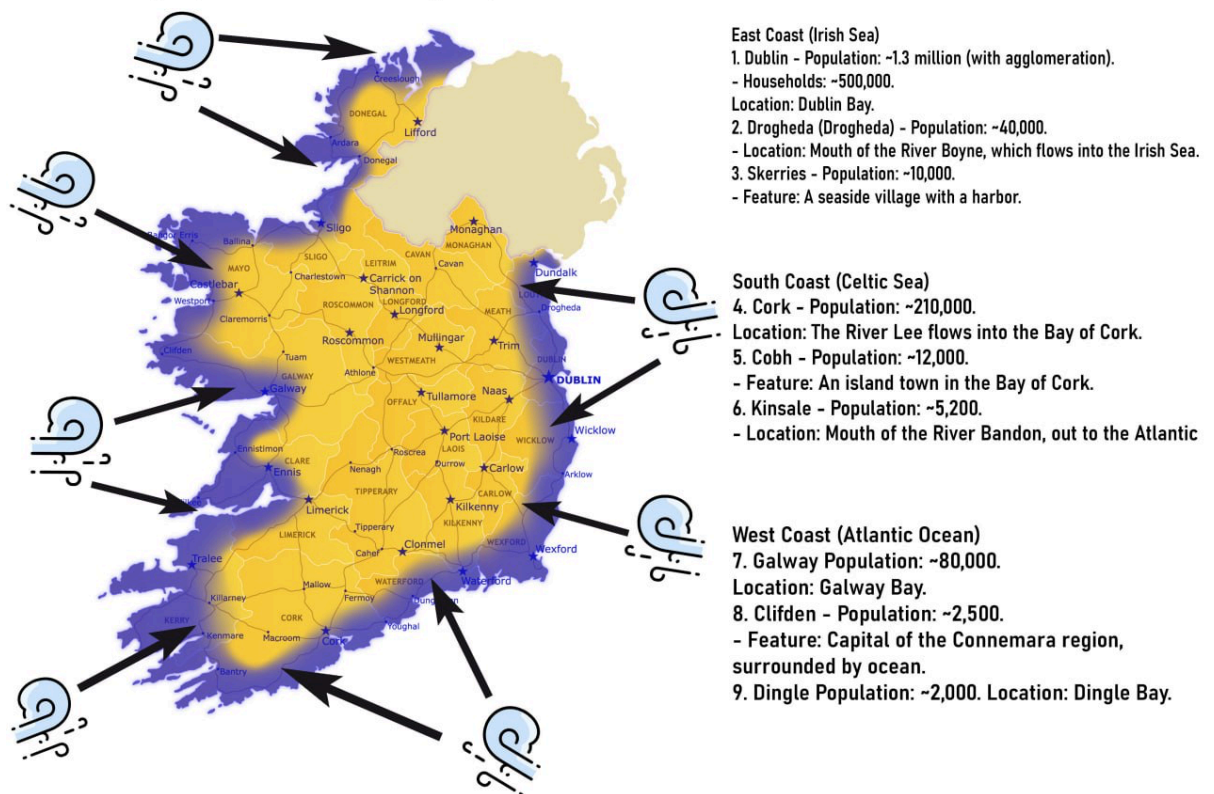 East Coast (Irish Sea)
1. Dublin – Population: ~1.3 million (with agglomeration).
- Households: ~500,000.
Location: Dublin Bay.
2. Drogheda (Drogheda) – Population: ~40,000.
- Location: Mouth of the River Boyne, which flows into the Irish Sea.
3. Skerries – Population: ~10,000.
- Feature: A seaside village with a harbor.
South Coast (Celtic Sea)
4. Cork – Population: ~210,000.
Location: The River Lee flows into the Bay of Cork.
5. Cobh – Population: ~12,000.
- Feature: An island town in the Bay of Cork.
6. Kinsale – Population: ~5,200.
- Location: Mouth of the River Bandon, out to the Atlantic
West Coast (Atlantic Ocean)
7. Galway Population: ~80,000.
Location: Galway Bay.
8. Clifden – Population: ~2,500.
- Feature: Capital of the Connemara region,
surrounded by ocean.
9. Dingle Population: ~2,000. Location: Dingle Bay.
Creeslough
DONEGAL
Lifford
Ardara
Donegal
Sligo
Monaghan
MONAGHAN
Erris
Ballina
SLIGO
LEITRIM
CAVAN
Cavan
Dundalk
MAYO
Castlebar
Charlestown
Carrick on
Shannon
Westport
ROSCOMMON
LONGFORD
Longford
MEATH
Drogheda
Claremorris
Roscommon
Mullingar
Trim
Clifden
Tuam
WESTMEATH
DUBLIN
GALWAY
Athlone
DUBLIN
Galway
OFFALY
Tullamore
Naas
KILDARE
Port Laoise
WICKLOW
Wicklow
Ennistimon
Roscrea
LAOIS
CLARE
Ennis
Nenagh
Durrow
Carlow
Arklow
TIPPERARY
CARLOW
Limerick
Kilkenny
LIMERICK
Tipperary
KILKENNY
Tralee
Caher
Clonmel
WEXFORD
Wexford
Waterford
Killarney
Mallow
Fermoy
WATERFORD
KERRY
CORK
Youghal
Kenmare
Macroom
Cork
Bantry